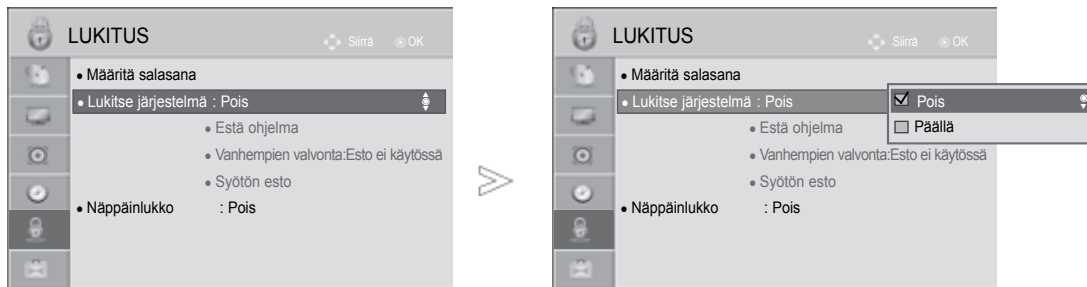 LUKITUS
Siirrä OK
• Määritä salasana
• Lukitse järjestelmä : Pois
• Estä ohjelma
• Vanhempien valvonta:Esto ei käytössä
• Syötön esto
• Näppäinlukko : Pois
LUKITUS
Siirrä OK
• Määritä salasana
• Lukitse järjestelmä : Pois
Pois
Päällä
• Estä ohjelma
• Vanhempien valvonta:Esto ei käytössä
• Syötön esto
• Näppäinlukko : Pois